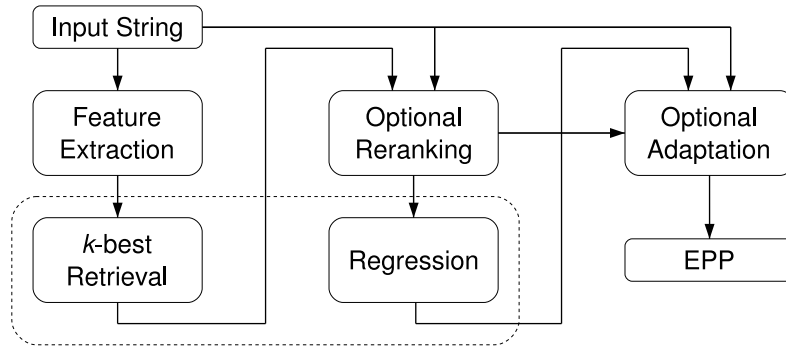 Input String
Feature
Extraction
k-best
Retrieval
Optional
Reranking
Regression
Optional
Adaptation
EPP